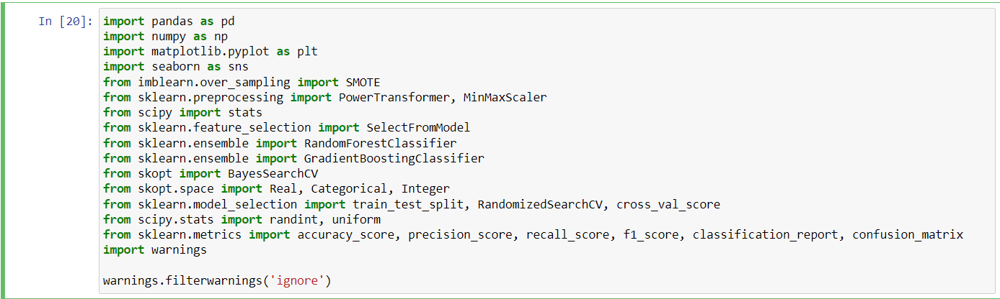 In [20]: import pandas as pd
import numpy as np
import matplotlib.pyplot as plt
import seaborn as sns
from imblearn.over_sampling import SMOTE
from sklearn.preprocessing import PowerTransformer, MinMaxScaler
from scipy import stats
from sklearn.feature_selection import SelectFromModel
from sklearn.ensemble import RandomForestClassifier
from sklearn.ensemble import GradientBoostingClassifier
from skopt import BayesSearchCV
from skopt.space import Real, Categorical, Integer
from sklearn.model_selection import train_test_split, RandomizedSearchCV, cross_val_score
from scipy.stats import randint, uniform
from sklearn.metrics import accuracy_score, precision_score, recall_score, f1_score, classification_report, confusion_matrix
import warnings

warnings.filterwarnings('ignore')